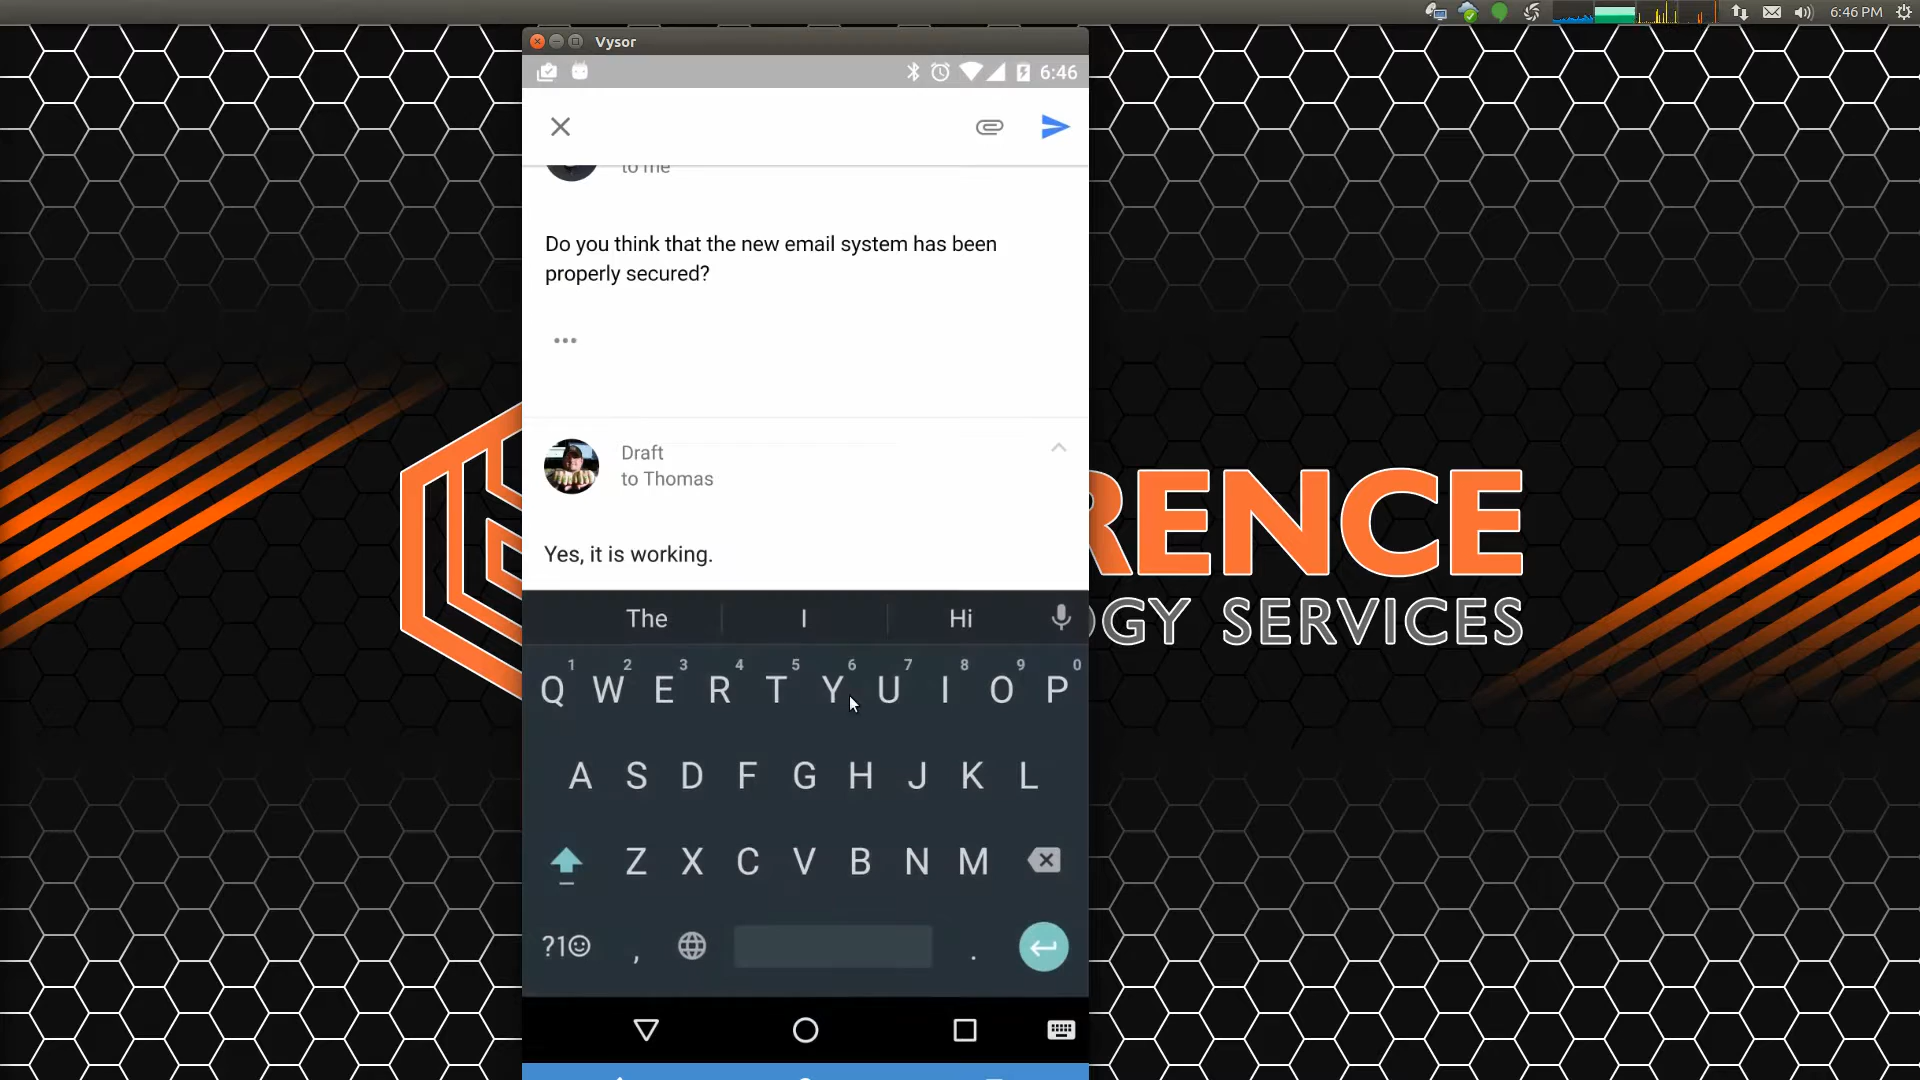 6:46 PM
Vysor
6:46
to me
Do you think that the new email system has been
properly secured?
Draft
to Thomas
Yes, it is working.
The I Hi
1 2 3 4 5 6 7 8 9 0
Q W E R T Y U I O P
A S D F G H J K L
Z X C V B N M
?1☺ , .
RENCE
OGY SERVICES